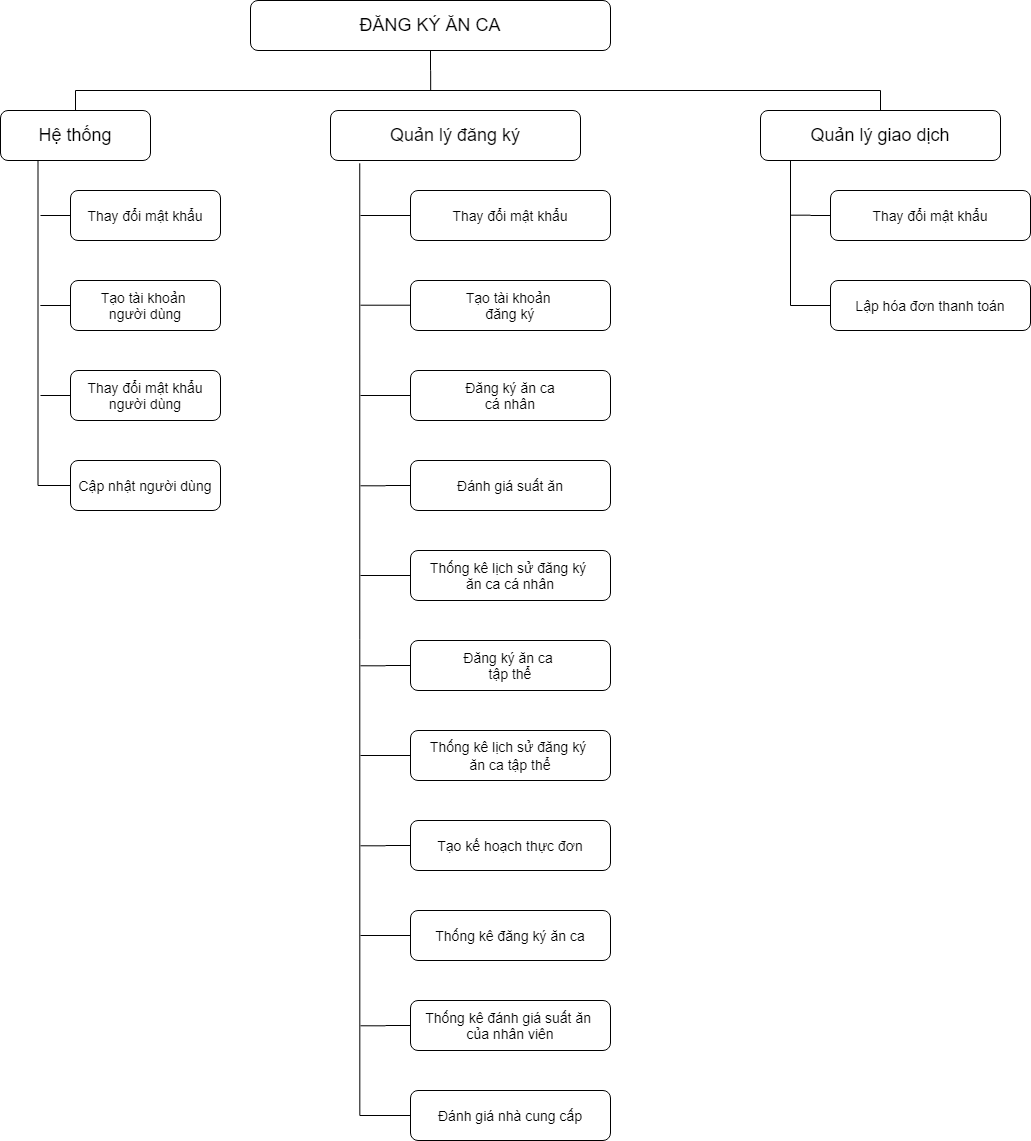 ĐĂNG KÝ ĂN CA
Hệ thống
Thay đổi mật khẩu
Tạo tài khoản
người dùng
Thay đổi mật khẩu
người dùng
Cập nhật người dùng
Quản lý đăng ký
Thay đổi mật khẩu
Tạo tài khoản
đăng ký
Đăng ký ăn ca
cá nhân
Đánh giá suất ăn
Thống kê lịch sử đăng ký
ăn ca cá nhân
Đăng ký ăn ca
tập thể
Thống kê lịch sử đăng ký
ăn ca tập thể
Tạo kế hoạch thực đơn
Thống kê đăng ký ăn ca
Thống kê đánh giá suất ăn
của nhân viên
Đánh giá nhà cung cấp
Quản lý giao dịch
Thay đổi mật khẩu
Lập hóa đơn thanh toán